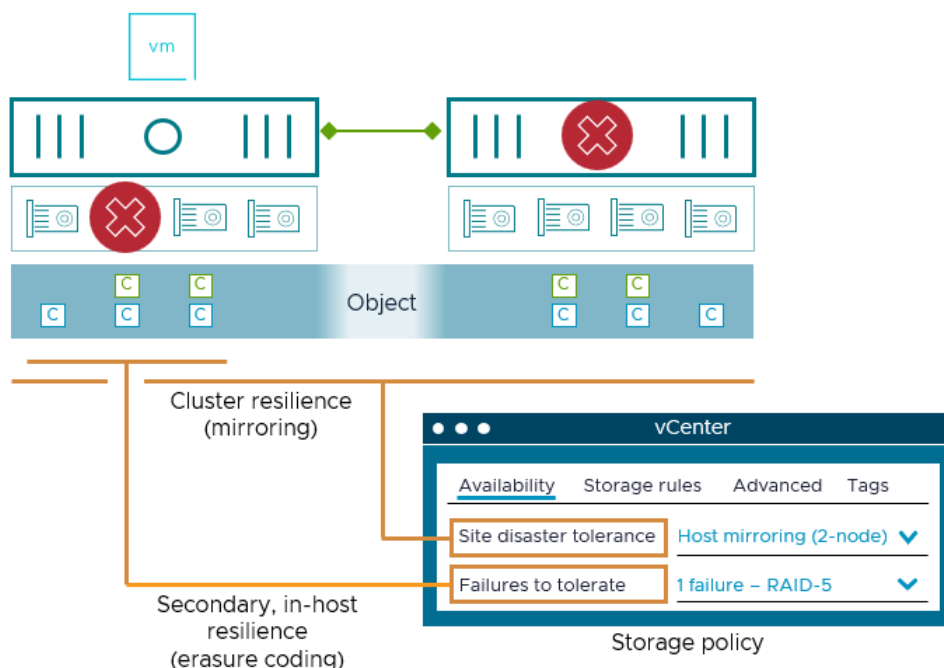 vm
C C C C
C C C Object C C C
Cluster resilience
(mirroring)
vCenter
Availability Storage rules Advanced Tags
Site disaster tolerance Host mirroring (2-node)
Failures to tolerate 1 failure – RAID-5
Secondary, in-host
resilience
(erasure coding)
Storage policy